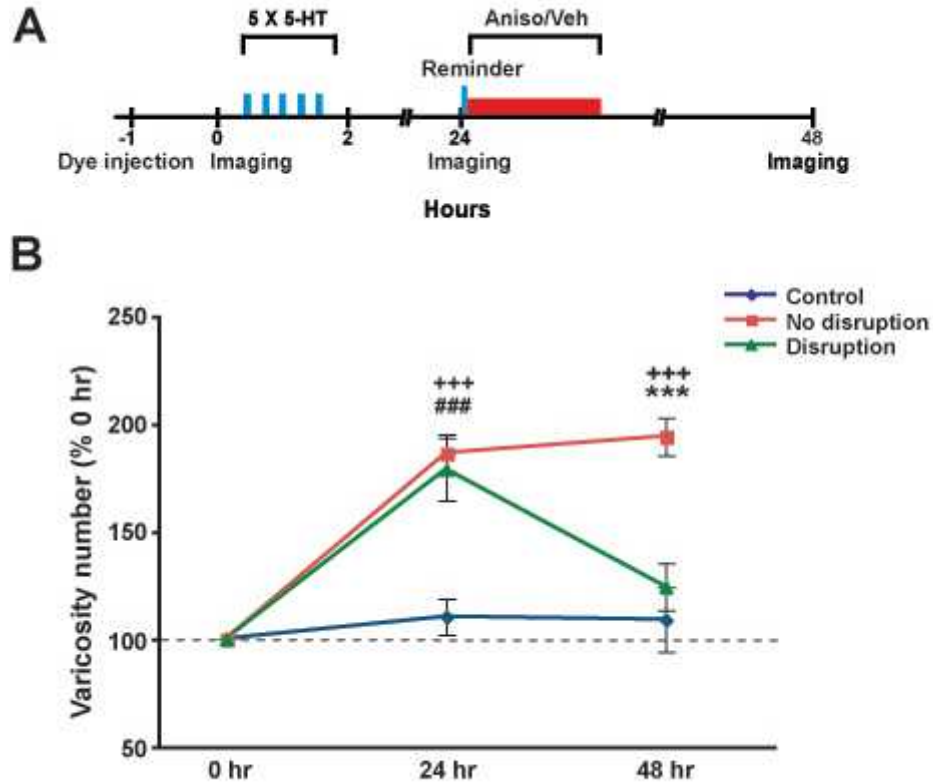 A
5 X 5-HT
Aniso/Veh
Reminder
-1 0 2 24 48
Dye injection Imaging Imaging Imaging
Hours
B
Control
No disruption
Disruption
Varicosity number (% 0 hr)
250
200
150
100
50
+++
###
+++
***
0 hr 24 hr 48 hr